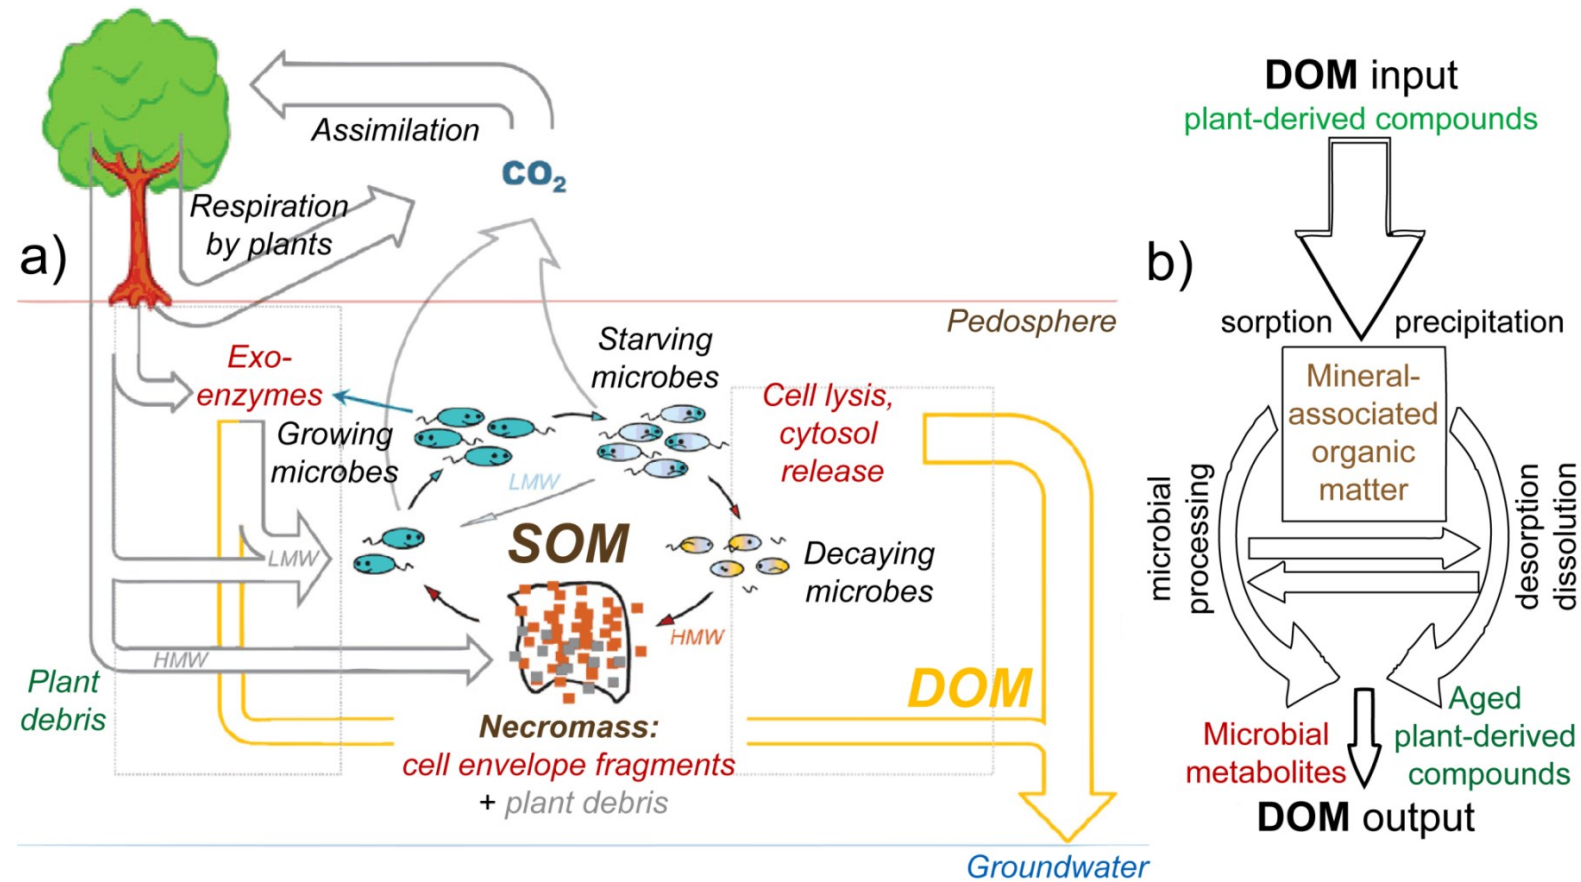 a)
Assimilation
CO₂
Respiration
by plants
Pedosphere
Exo-
enzymes
Starving
microbes
Growing
microbes
Cell lysis,
cytosol
release
LMW
LMW
SOM
Decaying
microbes
HMW
HMW
Plant
debris
DOM
Necromass:
cell envelope fragments
+ plant debris
Groundwater
b)
DOM input
plant-derived compounds
sorption
precipitation
Mineral-
associated
organic
matter
microbial
processing
desorption
dissolution
Microbial
metabolites
Aged
plant-derived
compounds
DOM output